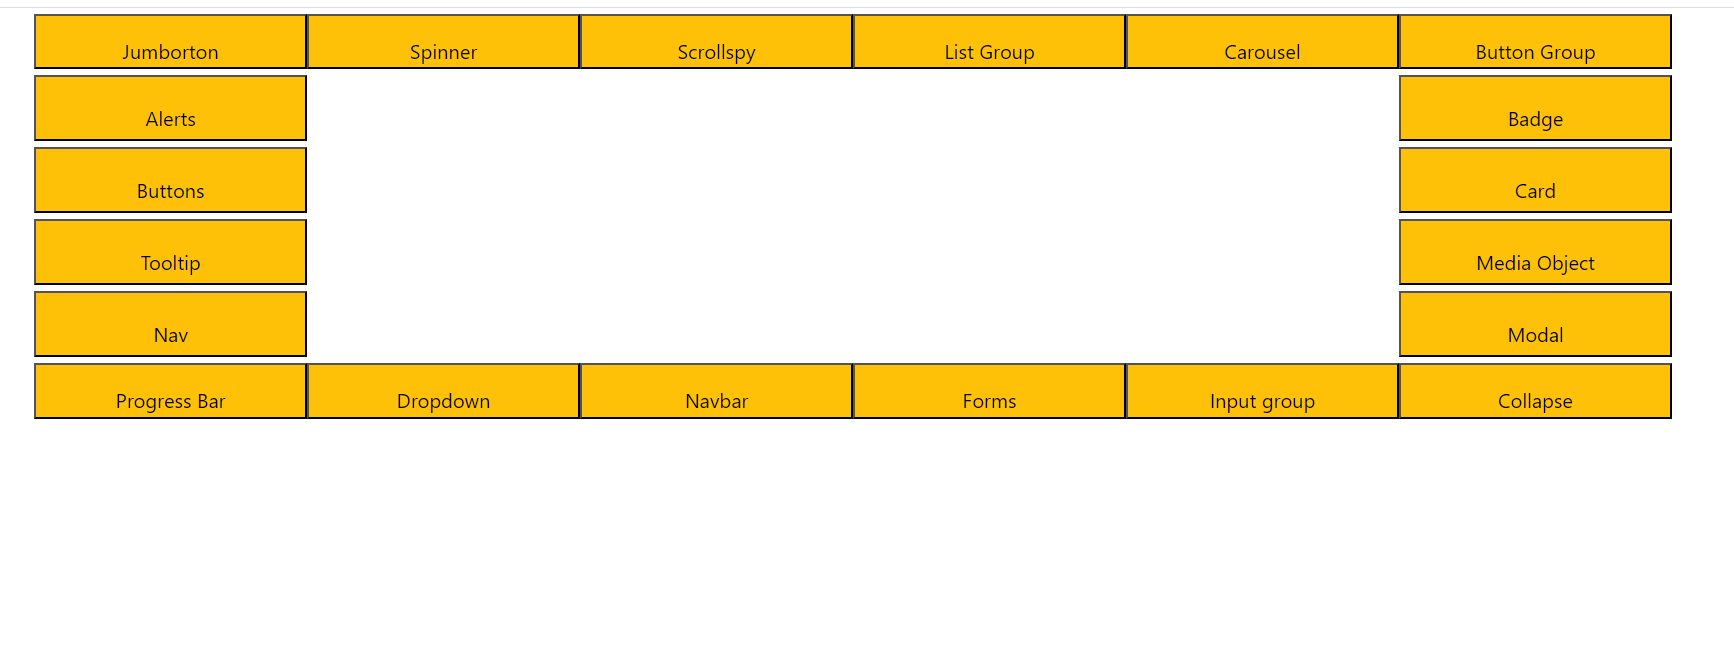 Jumborton Spinner Scrollspy List Group Carousel Button Group
Alerts Badge
Buttons Card
Tooltip Media Object
Nav Modal
Progress Bar Dropdown Navbar Forms Input group Collapse